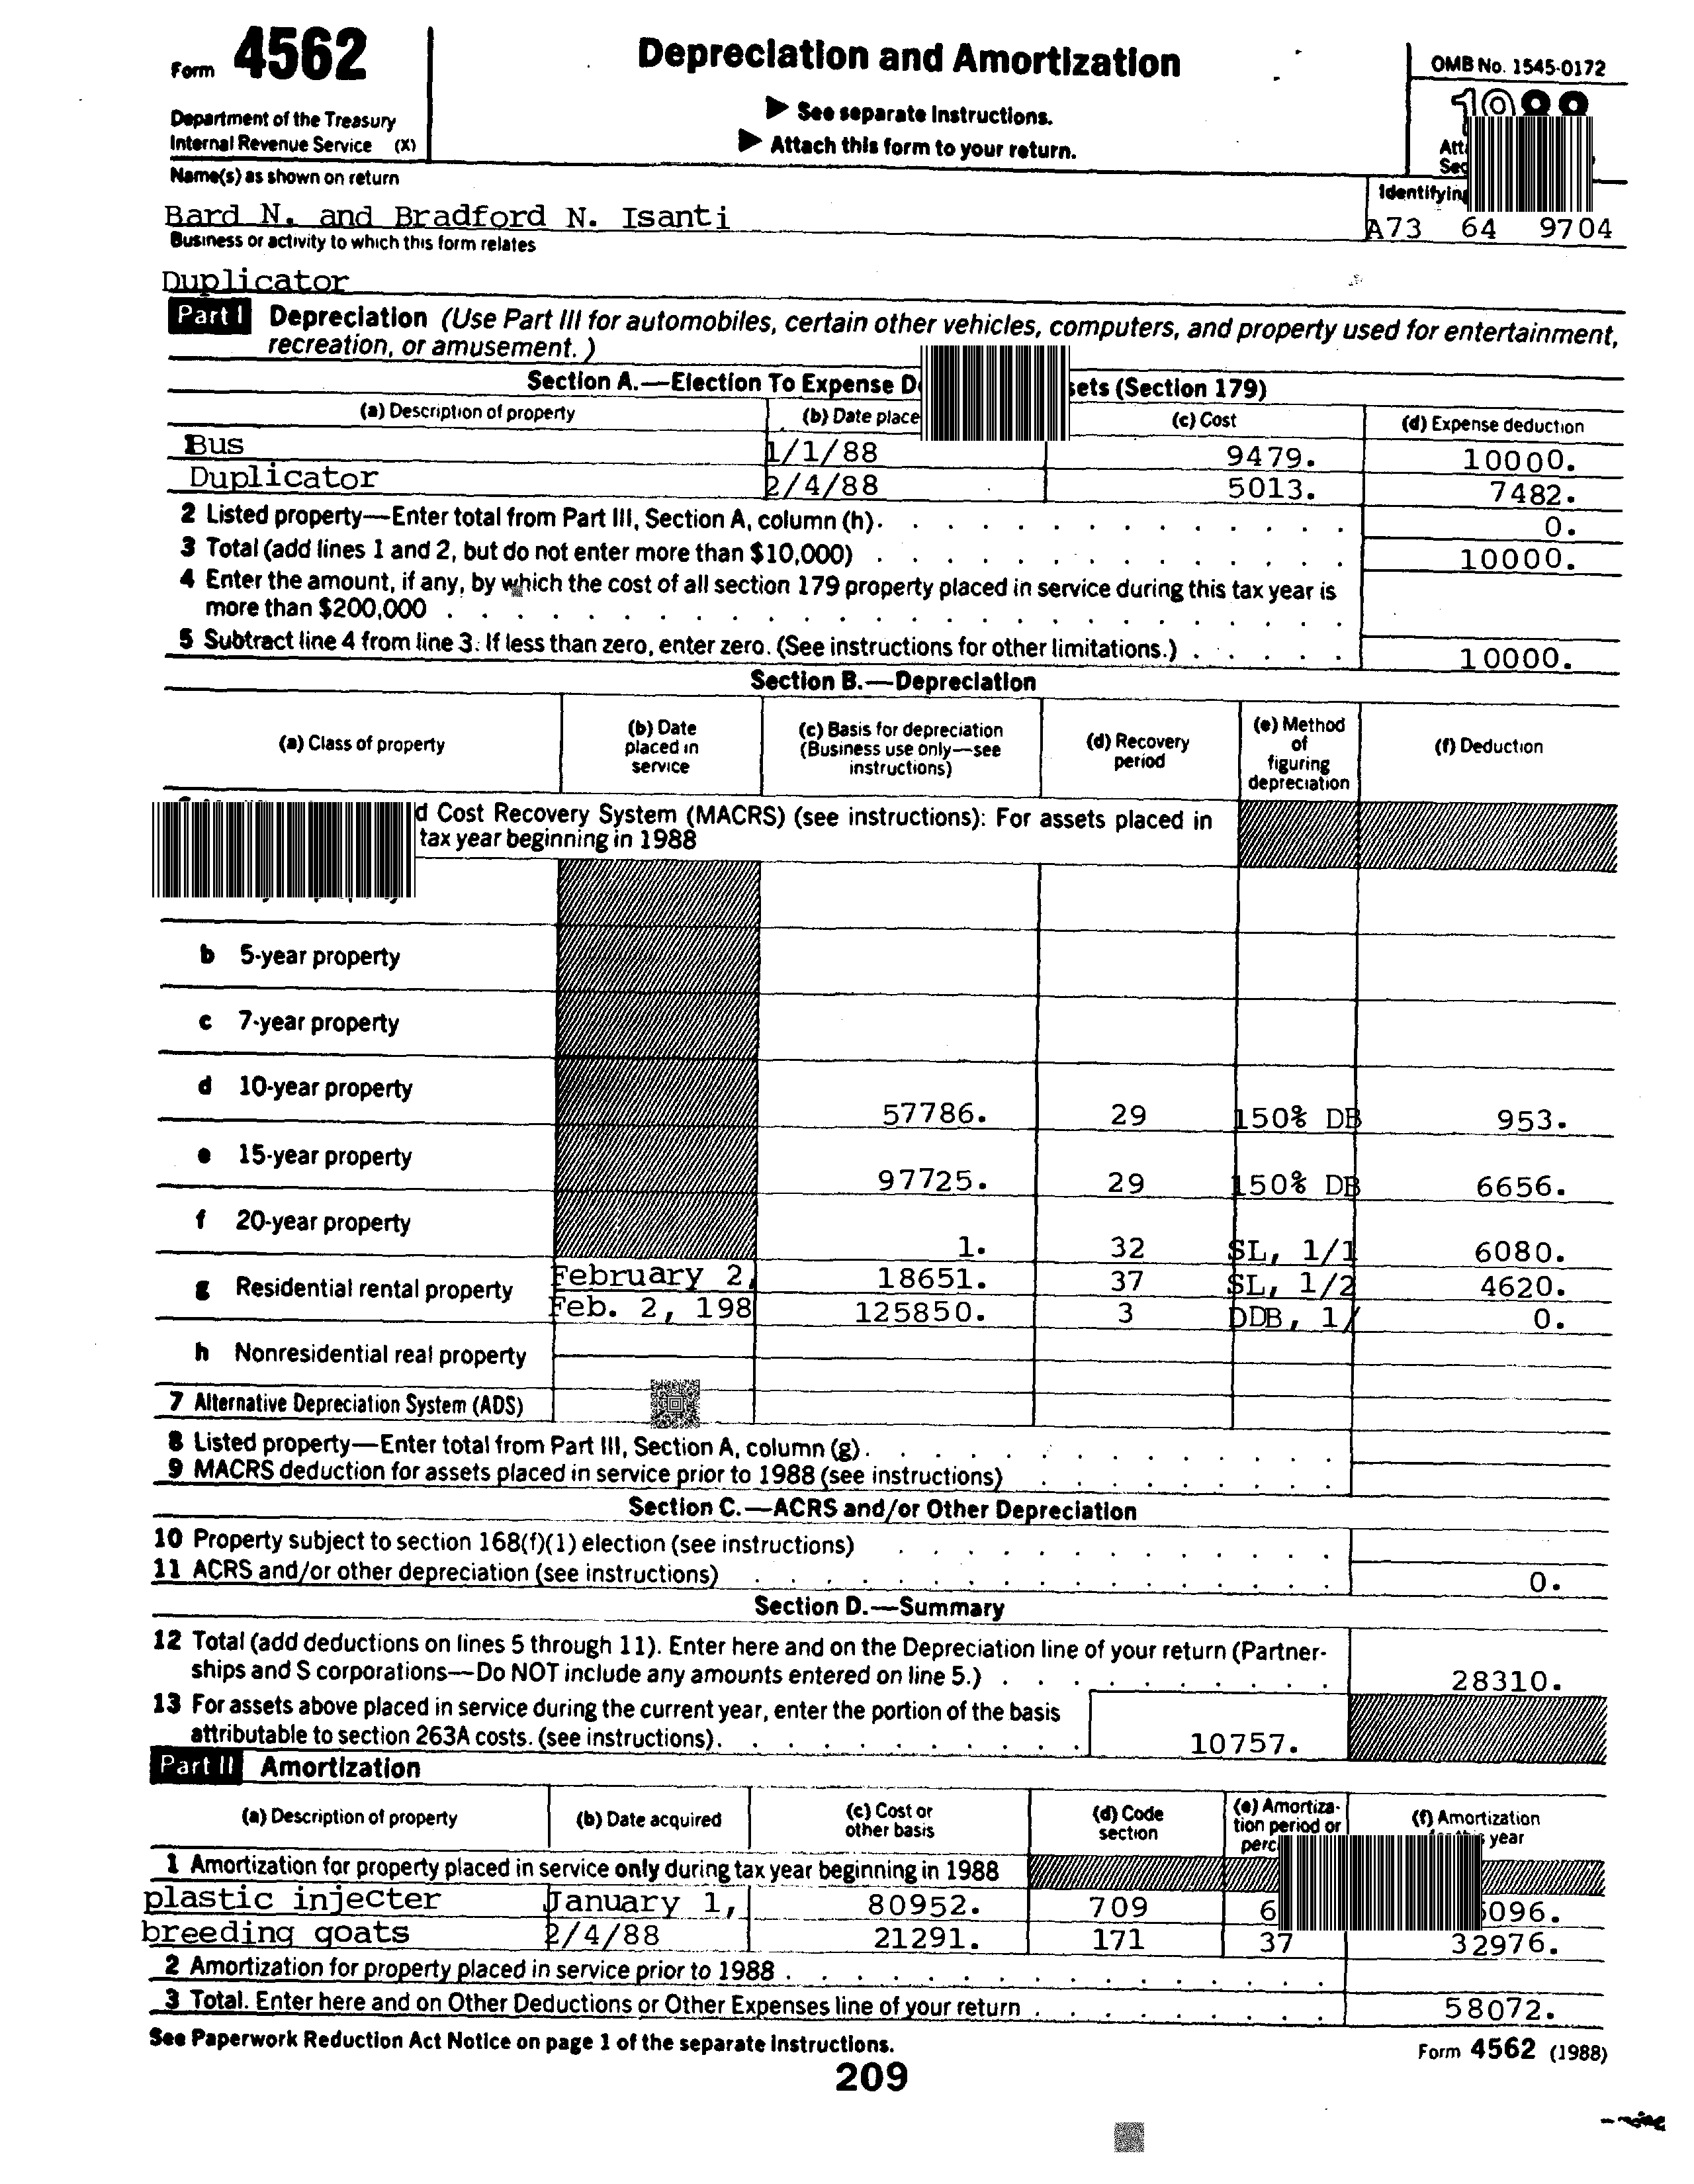 Form 4562
Department of the Treasury
Internal Revenue Service (X)
Depreciation and Amortization
▶ See separate Instructions.
▶ Attach this form to your return.
OMB No. 1545-0172
Name(s) as shown on return
Bard N. and Bradford N. Isanti
A73 64 9704
Business or activity to which this form relates
Duplicator
Part I Depreciation (Use Part III for automobiles, certain other vehicles, computers, and property used for entertainment,
recreation, or amusement.)
Section A.—Election To Expense (Section 179)
(a) Description of property (b) Date (c) Cost (d) Expense deduction
Bus 1/1/88 9479. 10000.
Duplicator 2/4/88 5013. 7482.
2 Listed property—Enter total from Part III, Section A, column (h). 0.
3 Total (add lines 1 and 2, but do not enter more than $10,000) 10000.
4 Enter the amount, if any, by which the cost of all section 179 property placed in service during this tax year is
more than $200,000
5 Subtract line 4 from line 3. If less than zero, enter zero. (See instructions for other limitations.) 10000.
Section B.—Depreciation
(a) Class of property (b) Date placed in service (c) Basis for depreciation (Business use only—see instructions) (d) Recovery period (e) Method of figuring depreciation (f) Deduction
Cost Recovery System (MACRS) (see instructions): For assets placed in
tax year beginning in 1988
b 5-year property
c 7-year property
d 10-year property 57786. 29 150% DB 953.
e 15-year property 97725. 29 150% DB 6656.
f 20-year property 1. 32 SL, 1/1 6080.
g Residential rental property February 2, 18651. 37 SL, 1/2 4620.
Feb. 2, 198 125850. 3 DDB, 1/ 0.
h Nonresidential real property
7 Alternative Depreciation System (ADS)
8 Listed property—Enter total from Part III, Section A, column (g).
9 MACRS deduction for assets placed in service prior to 1988 (see instructions)
Section C.—ACRS and/or Other Depreciation
10 Property subject to section 168(f)(1) election (see instructions)
11 ACRS and/or other depreciation (see instructions) 0.
Section D.—Summary
12 Total (add deductions on lines 5 through 11). Enter here and on the Depreciation line of your return (Partner-
ships and S corporations—Do NOT include any amounts entered on line 5.) 28310.
13 For assets above placed in service during the current year, enter the portion of the basis
attributable to section 263A costs. (see instructions). 10757.
Part II Amortization
(a) Description of property (b) Date acquired (c) Cost or other basis (d) Code section (e) Amortiza-tion period or (f) Amortization year
1 Amortization for property placed in service only during tax year beginning in 1988
plastic injecter January 1, 80952. 709 6 096.
breeding goats 2/4/88 21291. 171 37 32976.
2 Amortization for property placed in service prior to 1988
3 Total. Enter here and on Other Deductions or Other Expenses line of your return 58072.
See Paperwork Reduction Act Notice on page 1 of the separate Instructions.
Form 4562 (1988)
209